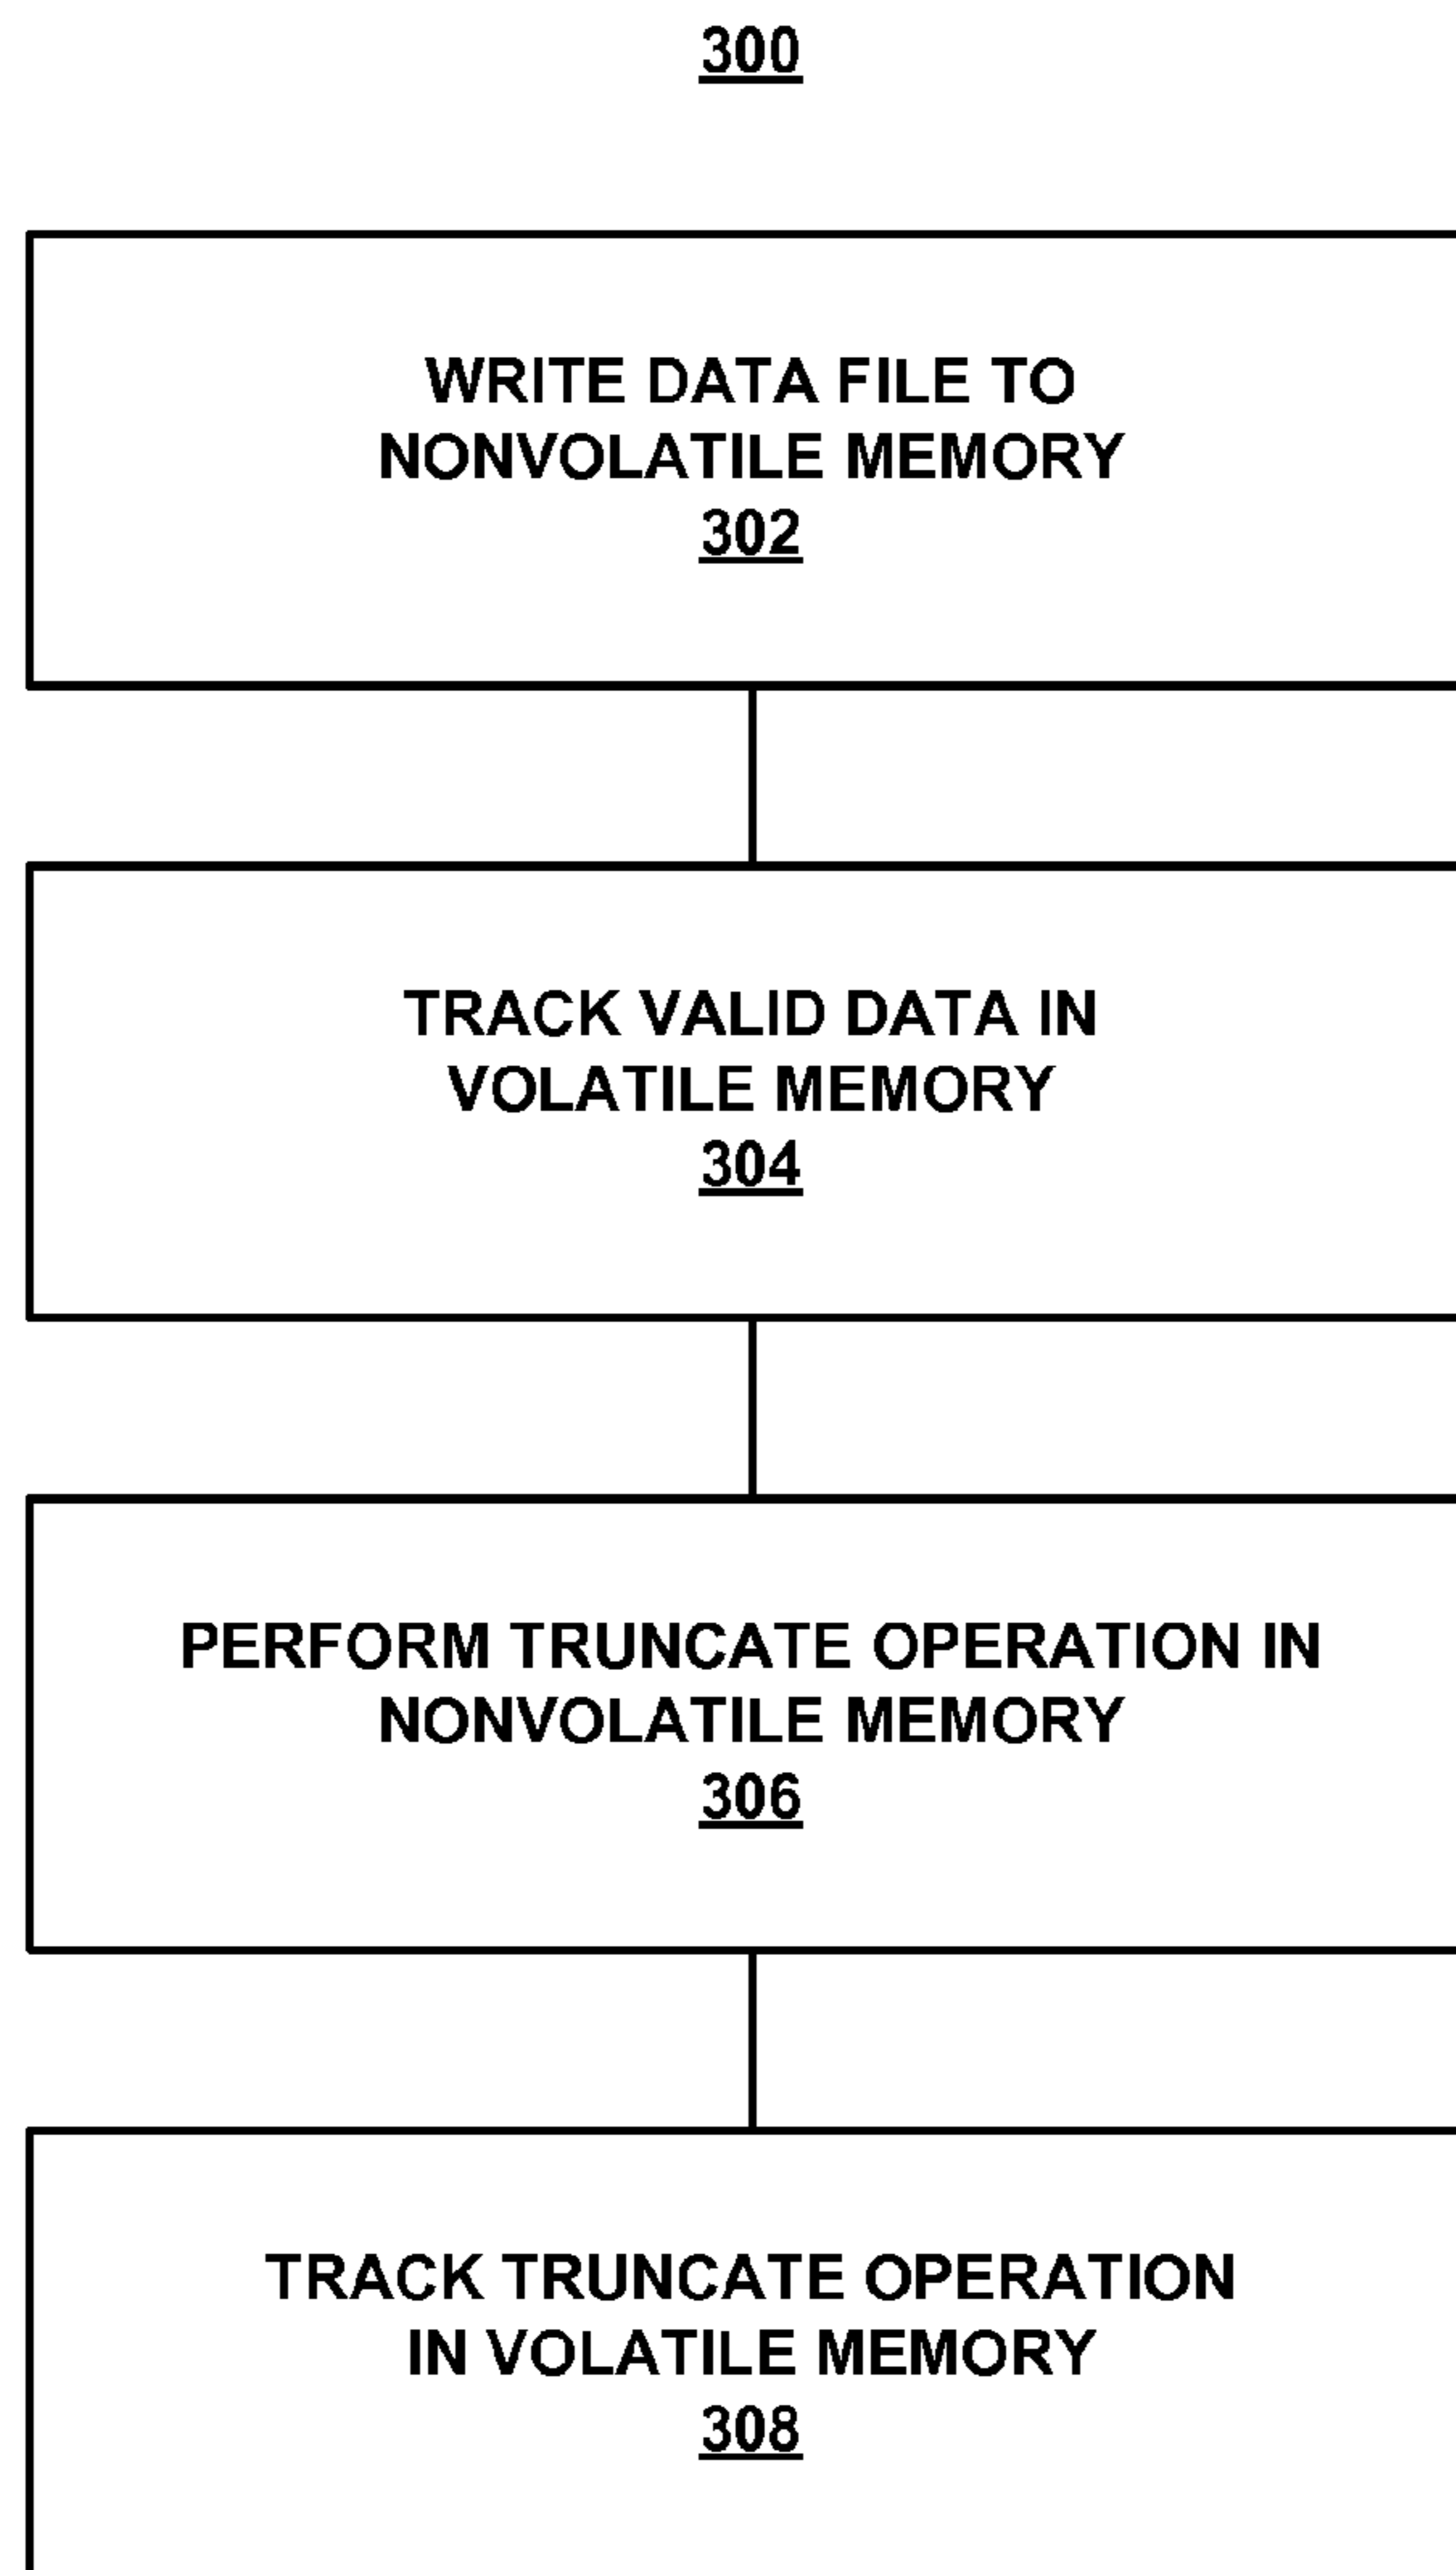 300
WRITE DATA FILE TO
NONVOLATILE MEMORY
302
TRACK VALID DATA IN
VOLATILE MEMORY
304
PERFORM TRUNCATE OPERATION IN
NONVOLATILE MEMORY
306
TRACK TRUNCATE OPERATION
IN VOLATILE MEMORY
308